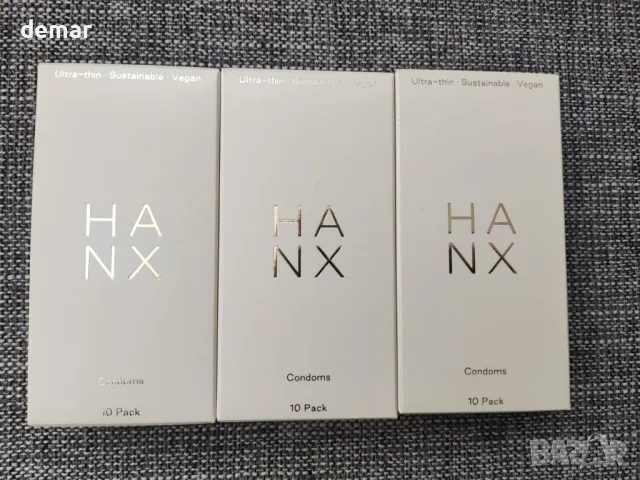 demar
Ultra-thin · Sustainable · Vegan
HA
NX
Condoms
10 Pack
Ultra-thin · Sustainable · Vegan
HA
NX
Condoms
10 Pack
Ultra-thin · Sustainable · Vegan
HA
NX
Condoms
10 Pack
BAZAR